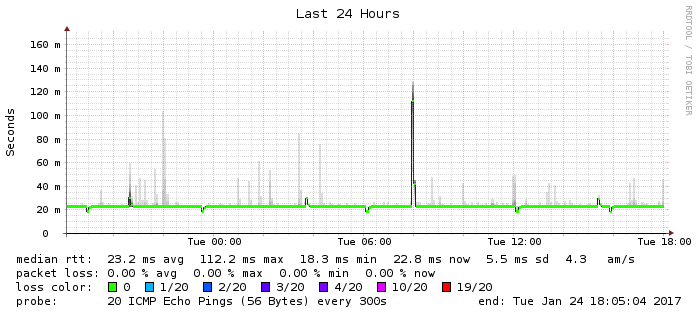 Last 24 Hours
RRDTOOL / TOBI OETIKER
Seconds
160 m
140 m
120 m
100 m
80 m
60 m
40 m
20 m
0
Tue 00:00 Tue 06:00 Tue 12:00 Tue 18:00
median rtt: 23.2 ms avg 112.2 ms max 18.3 ms min 22.8 ms now 5.5 ms sd 4.3 am/s
packet loss: 0.00 % avg 0.00 % max 0.00 % min 0.00 % now
loss color: 0 1/20 2/20 3/20 4/20 10/20 19/20
probe: 20 ICMP Echo Pings (56 Bytes) every 300s end: Tue Jan 24 18:05:04 2017